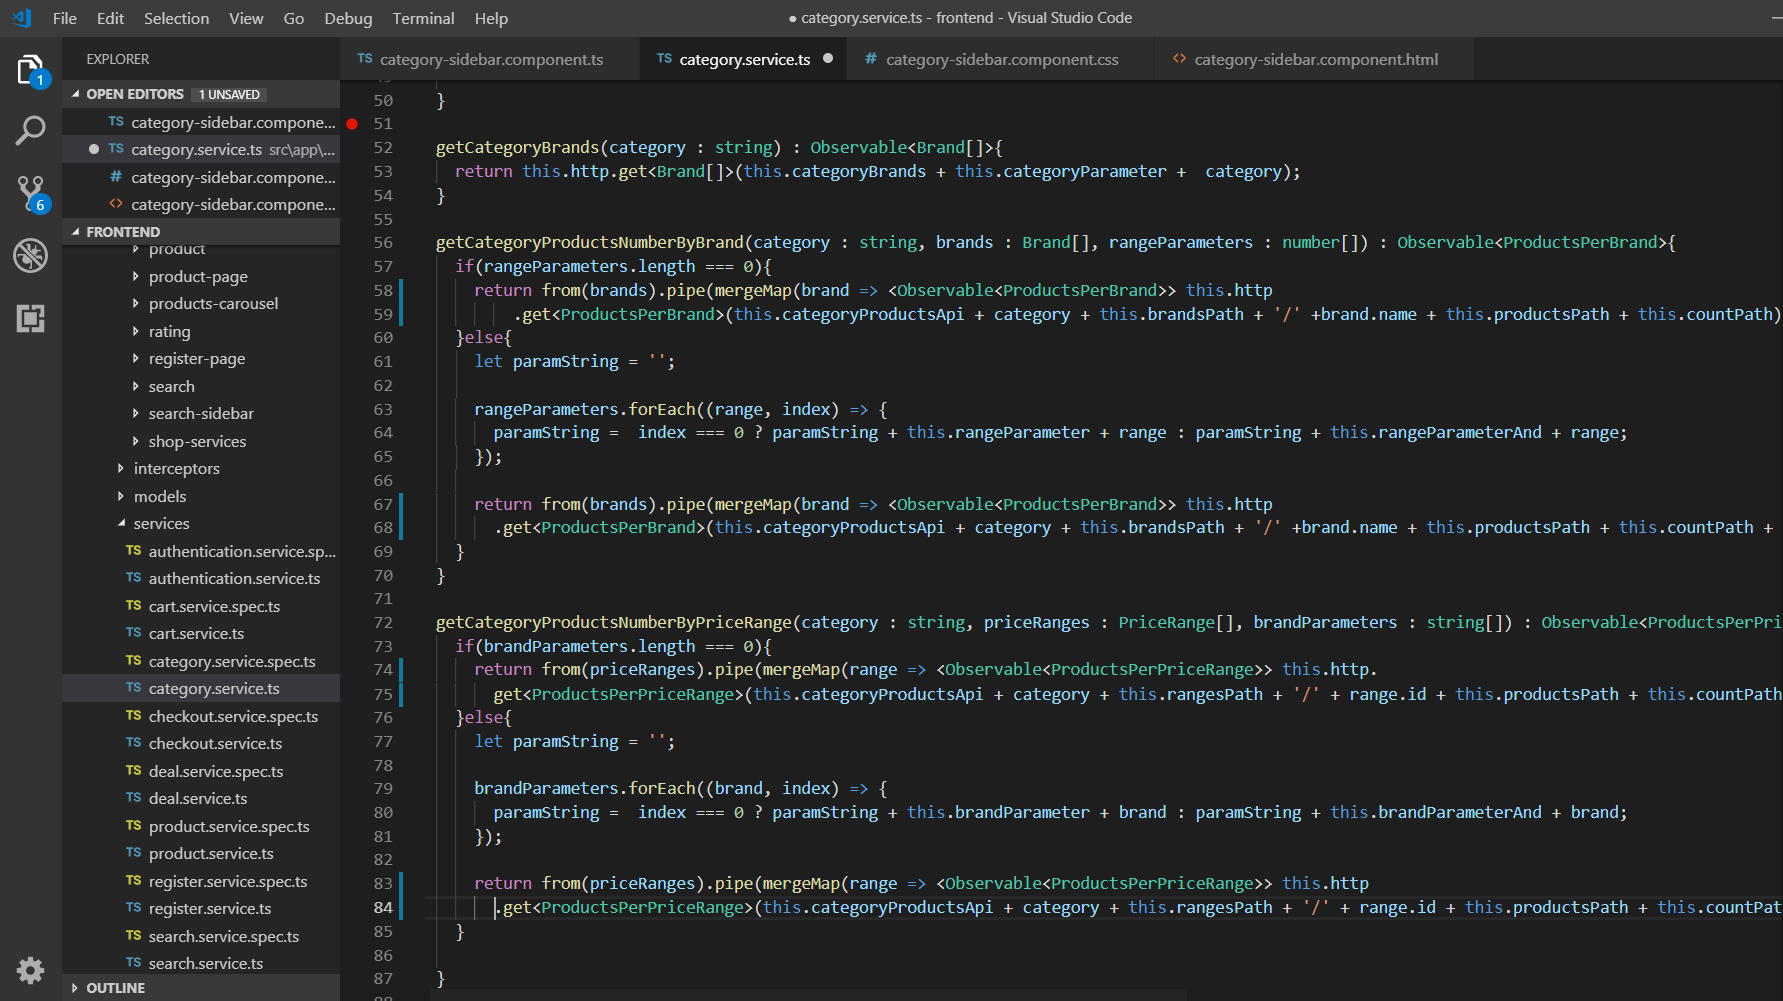 File Edit Selection View Go Debug Terminal Help
● category.service.ts - frontend - Visual Studio Code
EXPLORER
OPEN EDITORS 1 UNSAVED
TS category-sidebar.compone...
TS category.service.ts src\app\...
# category-sidebar.compone...
<> category-sidebar.compone...
FRONTEND
product
product-page
products-carousel
rating
register-page
search
search-sidebar
shop-services
interceptors
models
services
TS authentication.service.sp...
TS authentication.service.ts
TS cart.service.spec.ts
TS cart.service.ts
TS category.service.spec.ts
TS category.service.ts
TS checkout.service.spec.ts
TS checkout.service.ts
TS deal.service.spec.ts
TS deal.service.ts
TS product.service.spec.ts
TS product.service.ts
TS register.service.spec.ts
TS register.service.ts
TS search.service.spec.ts
TS search.service.ts
OUTLINE
1
6
TS category-sidebar.component.ts
TS category.service.ts
# category-sidebar.component.css
<> category-sidebar.component.html
50 }
51
52 getCategoryBrands(category : string) : Observable<Brand[]>{
53 return this.http.get<Brand[]>(this.categoryBrands + this.categoryParameter +  category);
54 }
55
56 getCategoryProductsNumberByBrand(category : string, brands : Brand[], rangeParameters : number[]) : Observable<ProductsPerBrand>{
57 if(rangeParameters.length === 0){
58 return from(brands).pipe(mergeMap(brand => <Observable<ProductsPerBrand>> this.http
59 .get<ProductsPerBrand>(this.categoryProductsApi + category + this.brandsPath + '/' +brand.name + this.productsPath + this.countPath)
60 }else{
61 let paramString = '';
62
63 rangeParameters.forEach((range, index) => {
64 paramString =  index === 0 ? paramString + this.rangeParameter + range : paramString + this.rangeParameterAnd + range;
65 });
66
67 return from(brands).pipe(mergeMap(brand => <Observable<ProductsPerBrand>> this.http
68 .get<ProductsPerBrand>(this.categoryProductsApi + category + this.brandsPath + '/' +brand.name + this.productsPath + this.countPath +
69 }
70 }
71
72 getCategoryProductsNumberByPriceRange(category : string, priceRanges : PriceRange[], brandParameters : string[]) : Observable<ProductsPerPri
73 if(brandParameters.length === 0){
74 return from(priceRanges).pipe(mergeMap(range => <Observable<ProductsPerPriceRange>> this.http.
75 get<ProductsPerPriceRange>(this.categoryProductsApi + category + this.rangesPath + '/' + range.id + this.productsPath + this.countPath
76 }else{
77 let paramString = '';
78
79 brandParameters.forEach((brand, index) => {
80 paramString =  index === 0 ? paramString + this.brandParameter + brand : paramString + this.brandParameterAnd + brand;
81 });
82
83 return from(priceRanges).pipe(mergeMap(range => <Observable<ProductsPerPriceRange>> this.http
84 .get<ProductsPerPriceRange>(this.categoryProductsApi + category + this.rangesPath + '/' + range.id + this.productsPath + this.countPat
85 }
86
87 }